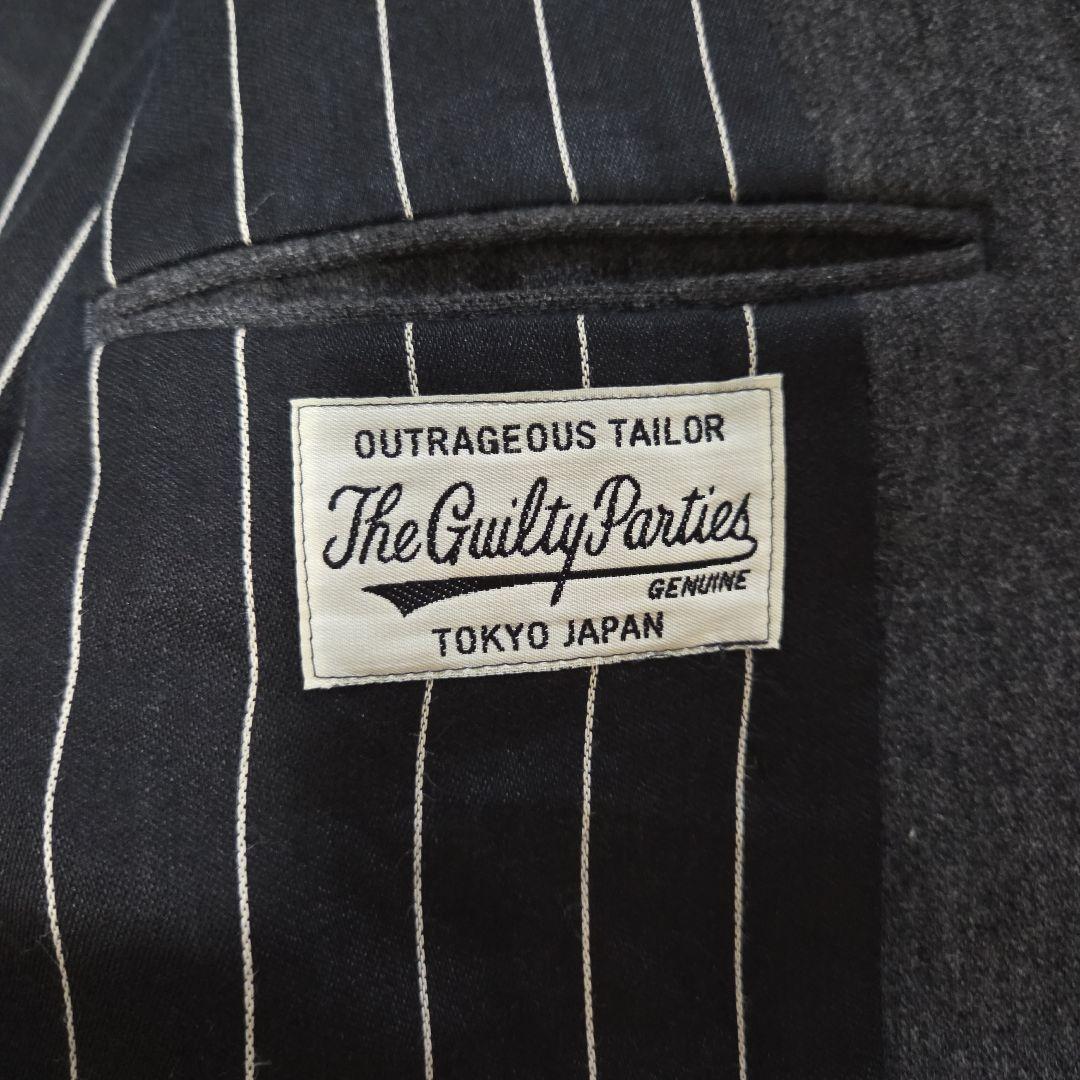 OUTRAGEOUS TAILOR
The Guilty Parties
GENUINE
TOKYO JAPAN